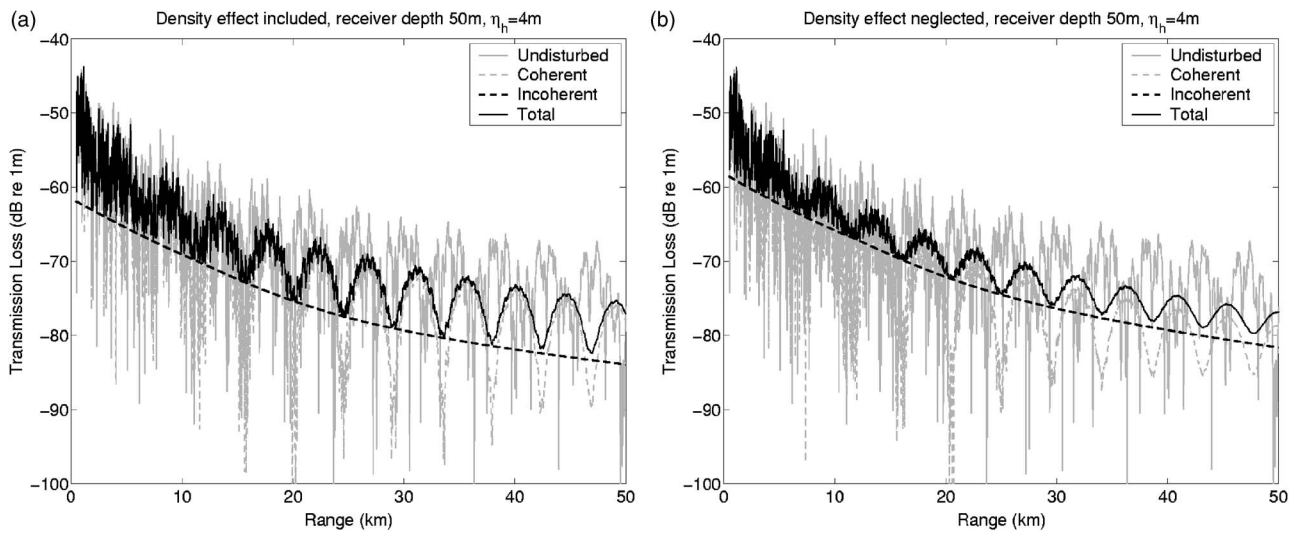 (a)
Density effect included, receiver depth 50m, ηh=4m
−40
−50
−60
−70
−80
−90
−100
Transmission Loss (dB re 1m)
Undisturbed
Coherent
Incoherent
Total
0
10
20
30
40
50
Range (km)
(b)
Density effect neglected, receiver depth 50m, ηh=4m
−40
−50
−60
−70
−80
−90
−100
Transmission Loss (dB re 1m)
Undisturbed
Coherent
Incoherent
Total
0
10
20
30
40
50
Range (km)